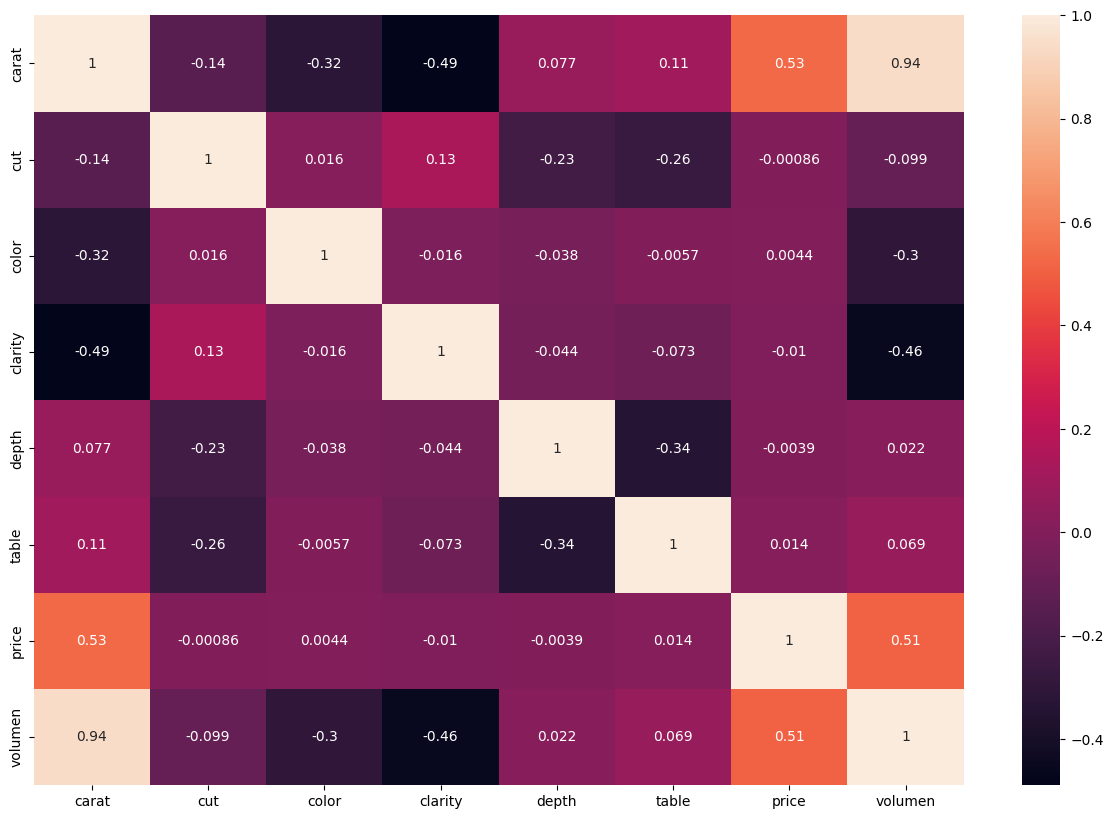 carat 1 -0.14 -0.32 -0.49 0.077 0.11 0.53 0.94
cut -0.14 1 0.016 0.13 -0.23 -0.26 -0.00086 -0.099
color -0.32 0.016 1 -0.016 -0.038 -0.0057 0.0044 -0.3
clarity -0.49 0.13 -0.016 1 -0.044 -0.073 -0.01 -0.46
depth 0.077 -0.23 -0.038 -0.044 1 -0.34 -0.0039 0.022
table 0.11 -0.26 -0.0057 -0.073 -0.34 1 0.014 0.069
price 0.53 -0.00086 0.0044 -0.01 -0.0039 0.014 1 0.51
volumen 0.94 -0.099 -0.3 -0.46 0.022 0.069 0.51 1
carat cut color clarity depth table price volumen
1.0
0.8
0.6
0.4
0.2
0.0
−0.2
−0.4